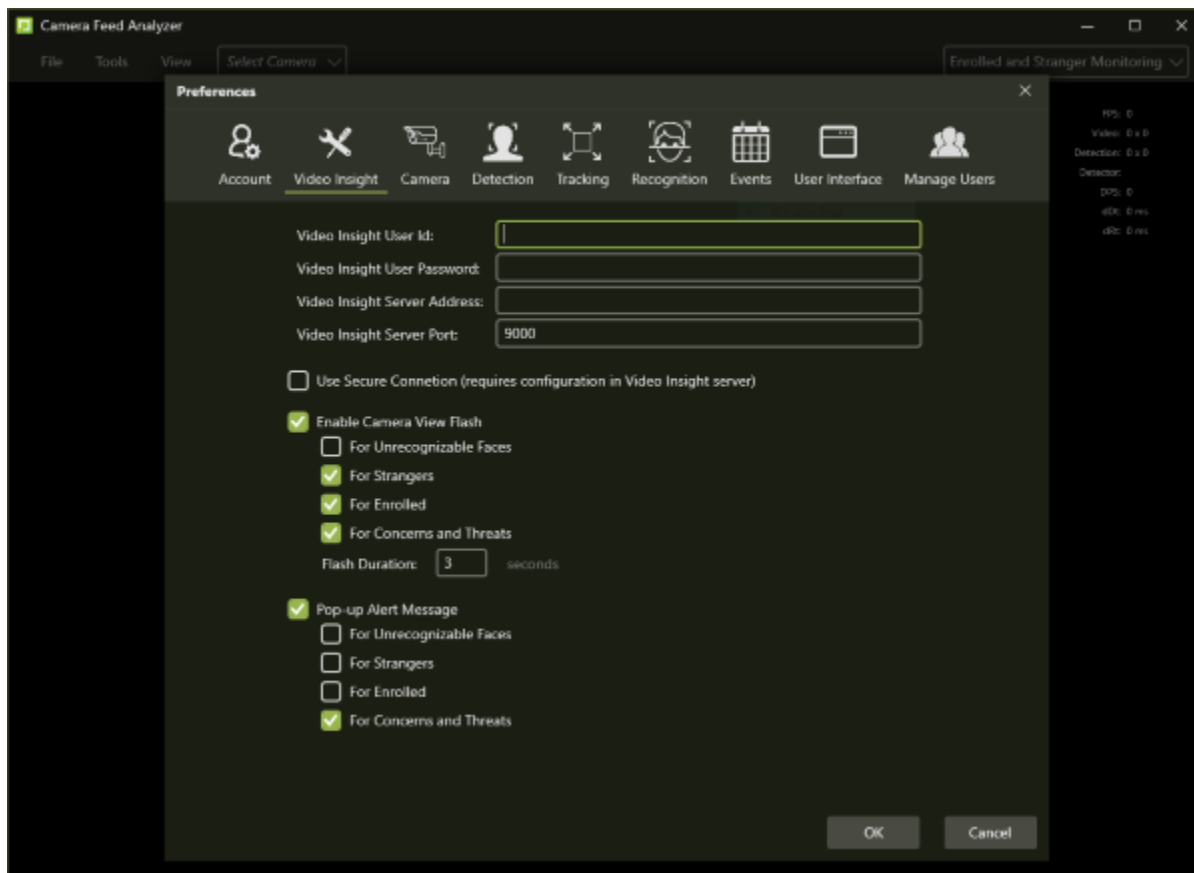 Camera Feed Analyzer
File Tools View Select Camera Enrolled and Stranger Monitoring
Preferences
Account Video Insight Camera Detection Tracking Recognition Events User Interface Manage Users
FPS: 0
Video: 0 x 0
Detection: 0 x 0
Detector:
DPS: 0
dDt: 0 ms
dRt: 0 ms
Video Insight User Id:
Video Insight User Password:
Video Insight Server Address:
Video Insight Server Port: 9000
Use Secure Connetion (requires configuration in Video Insight server)
Enable Camera View Flash
For Unrecognizable Faces
For Strangers
For Enrolled
For Concerns and Threats
Flash Duration: 3 seconds
Pop-up Alert Message
For Unrecognizable Faces
For Strangers
For Enrolled
For Concerns and Threats
OK Cancel